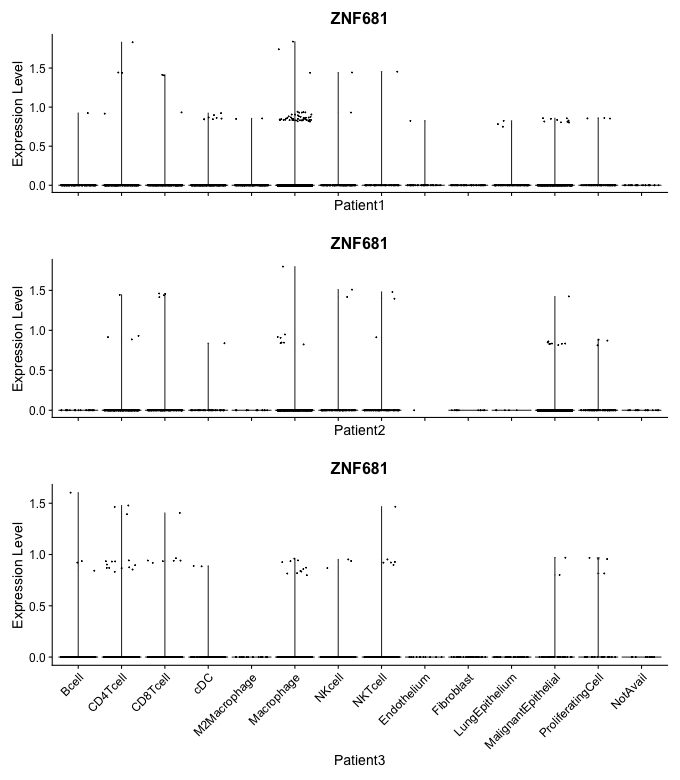 ZNF681
Expression Level
1.5
1.0
0.5
0.0
Patient1
ZNF681
Expression Level
1.5
1.0
0.5
0.0
Patient2
ZNF681
Expression Level
1.5
1.0
0.5
0.0
Bcell
CD4Tcell
CD8Tcell
cDC
M2Macrophage
Macrophage
NKcell
NKTcell
Endothelium
Fibroblast
LungEpithelium
MalignantEpithelial
ProliferatingCell
NotAvail
Patient3